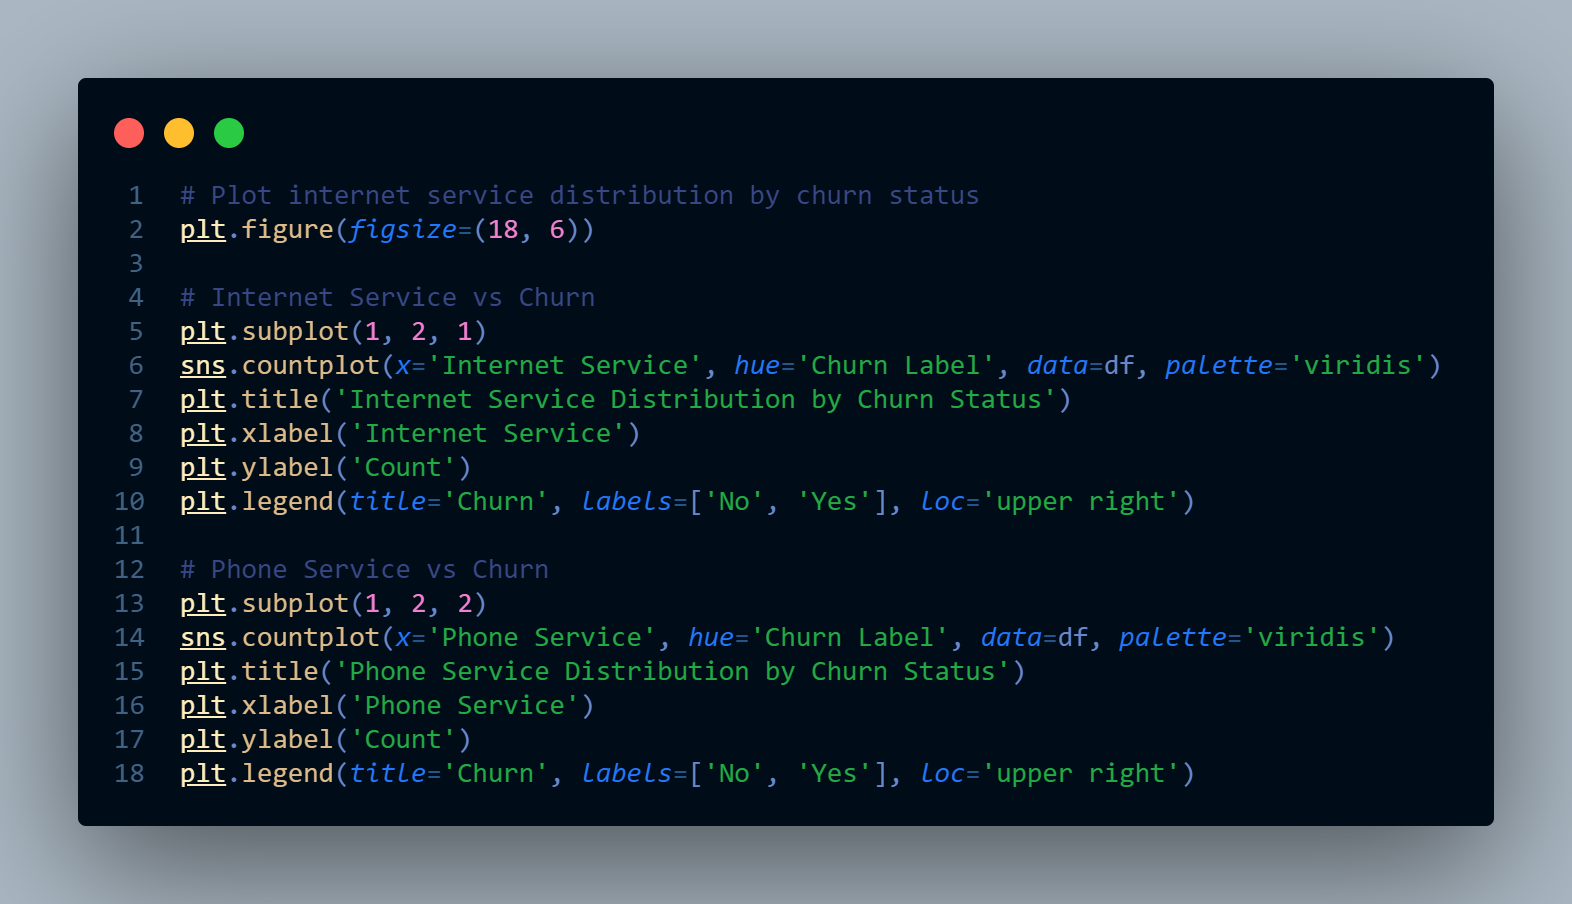 1 # Plot internet service distribution by churn status
2 plt.figure(figsize=(18, 6))
3
4 # Internet Service vs Churn
5 plt.subplot(1, 2, 1)
6 sns.countplot(x='Internet Service', hue='Churn Label', data=df, palette='viridis')
7 plt.title('Internet Service Distribution by Churn Status')
8 plt.xlabel('Internet Service')
9 plt.ylabel('Count')
10 plt.legend(title='Churn', labels=['No', 'Yes'], loc='upper right')
11
12 # Phone Service vs Churn
13 plt.subplot(1, 2, 2)
14 sns.countplot(x='Phone Service', hue='Churn Label', data=df, palette='viridis')
15 plt.title('Phone Service Distribution by Churn Status')
16 plt.xlabel('Phone Service')
17 plt.ylabel('Count')
18 plt.legend(title='Churn', labels=['No', 'Yes'], loc='upper right')